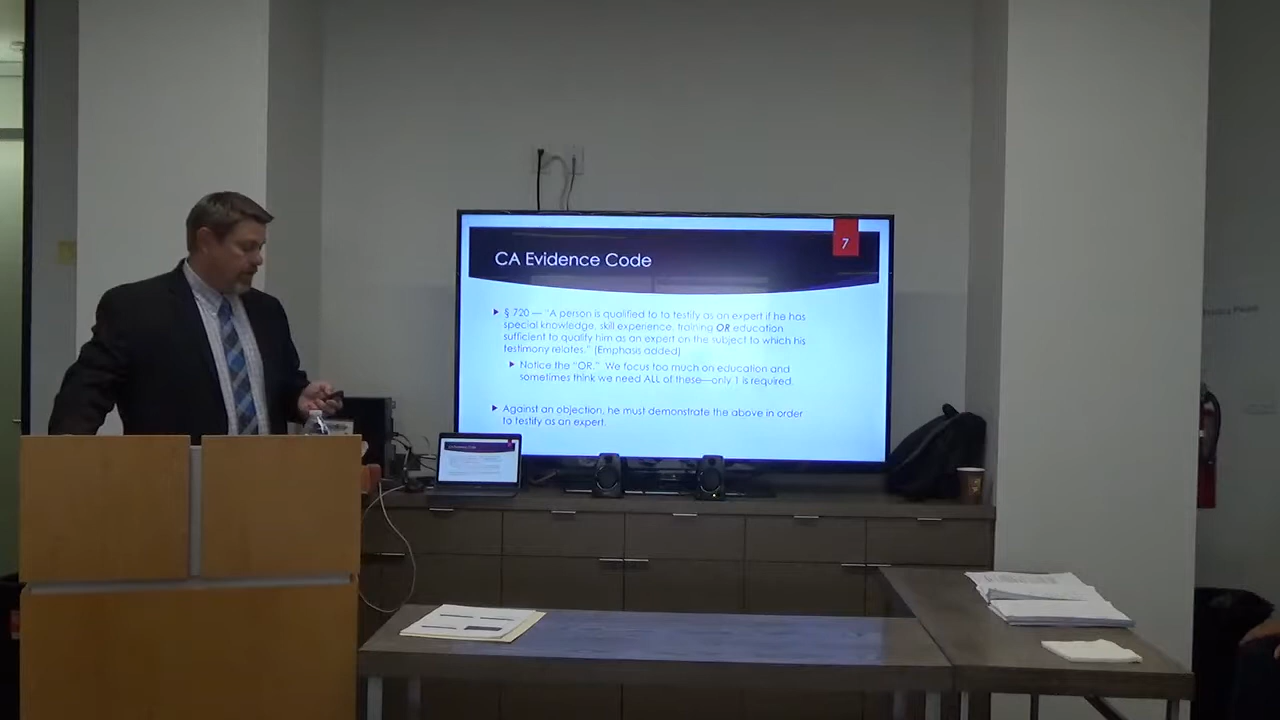 7
CA Evidence Code
§ 720 — "A person is qualified to to testify as an expert if he has
special knowledge, skill experience, training OR education
sufficient to qualify him as an expert on the subject to which his
testimony relates." (Emphasis added)
Notice the "OR." We focus too much on education and
sometimes think we need ALL of these—only 1 is required.
Against an objection, he must demonstrate the above in order
to testify as an expert.
CA Evidence Code